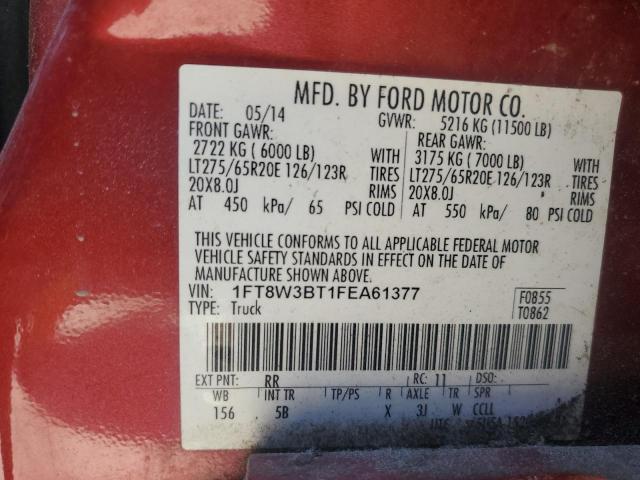 MFD. BY FORD MOTOR CO.
DATE: 05/14 GVWR: 5216 KG (11500 LB)
FRONT GAWR: REAR GAWR:
2722 KG ( 6000 LB) WITH 3175 KG ( 7000 LB) WITH
LT275/65R20E 126/123R TIRES LT275/65R20E 126/123R TIRES
20X8.0J RIMS 20X8.0J RIMS
AT 450 kPa/ 65 PSI COLD AT 550 kPa/ 80 PSI COLD
THIS VEHICLE CONFORMS TO ALL APPLICABLE FEDERAL MOTOR
VEHICLE SAFETY STANDARDS IN EFFECT ON THE DATE OF
MANUFACTURE SHOWN ABOVE.
VIN: 1FT8W3BT1FEA61377 F0855
TYPE: Truck T0862
EXT PNT: RR RC: 11 DSO:
WB INT TR TP/PS R AXLE TR SPR
156 5B X 3J W CCLL
UTC